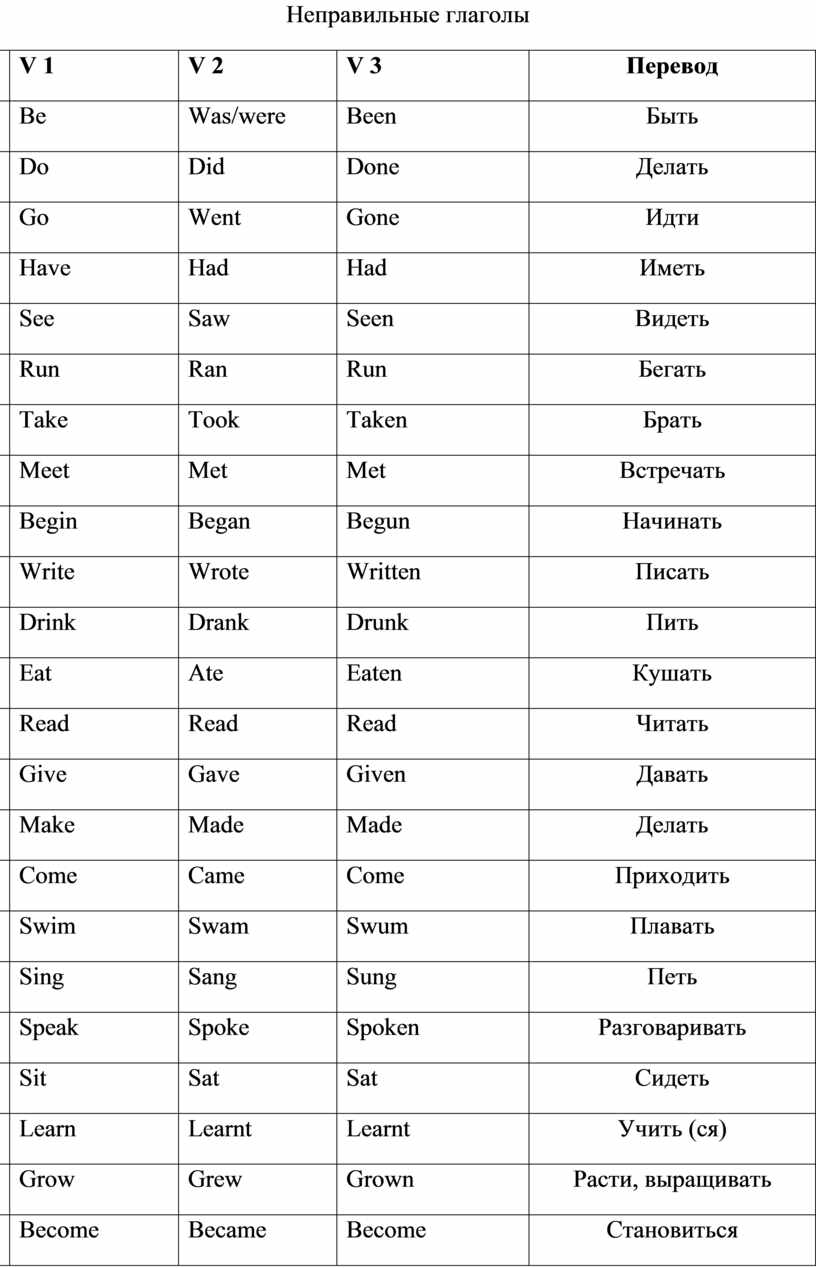 Неправильные глаголы
V 1 V 2 V 3 Перевод
Be Was/were Been Быть
Do Did Done Делать
Go Went Gone Идти
Have Had Had Иметь
See Saw Seen Видеть
Run Ran Run Бегать
Take Took Taken Брать
Meet Met Met Встречать
Begin Began Begun Начинать
Write Wrote Written Писать
Drink Drank Drunk Пить
Eat Ate Eaten Кушать
Read Read Read Читать
Give Gave Given Давать
Make Made Made Делать
Come Came Come Приходить
Swim Swam Swum Плавать
Sing Sang Sung Петь
Speak Spoke Spoken Разговаривать
Sit Sat Sat Сидеть
Learn Learnt Learnt Учить (ся)
Grow Grew Grown Расти, выращивать
Become Became Become Становиться